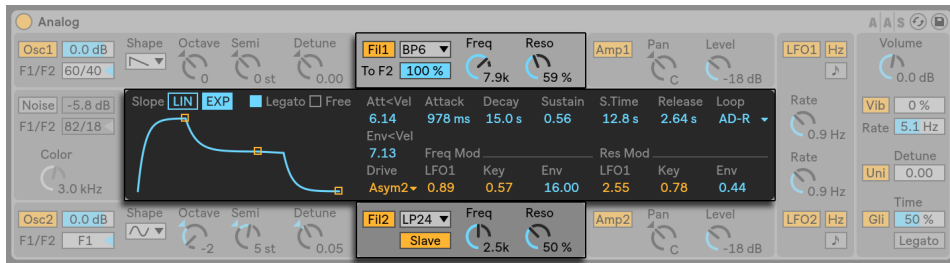 Analog
A A S
Osc1 0.0 dB Shape Octave Semi Detune
F1/F2 60/40 0 0 st 0.00
Fil1 BP6 Freq Reso
To F2 100 % 7.9k 59 %
Amp1 Pan Level
C -18 dB
LFO1 Hz
Rate
0.9 Hz
Volume
0.0 dB
Noise -5.8 dB
F1/F2 82/18
Color
3.0 kHz
Slope LIN EXP Legato Free
Att<Vel Attack Decay Sustain S.Time Release Loop
6.14 978 ms 15.0 s 0.56 12.8 s 2.64 s AD-R
Env<Vel
7.13 Freq Mod Res Mod
Drive LFO1 Key Env LFO1 Key Env
Asym2 0.89 0.57 16.00 2.55 0.78 0.44
Rate
0.9 Hz
Vib 0 %
Rate 5.1 Hz
Detune
Uni 0.00
Osc2 0.0 dB Shape Octave Semi Detune
F1/F2 F1 -2 5 st 0.05
Fil2 LP24 Freq Reso
Slave 2.5k 50 %
Amp2 Pan Level
C -18 dB
LFO2 Hz
Time
Gli 50 %
Legato